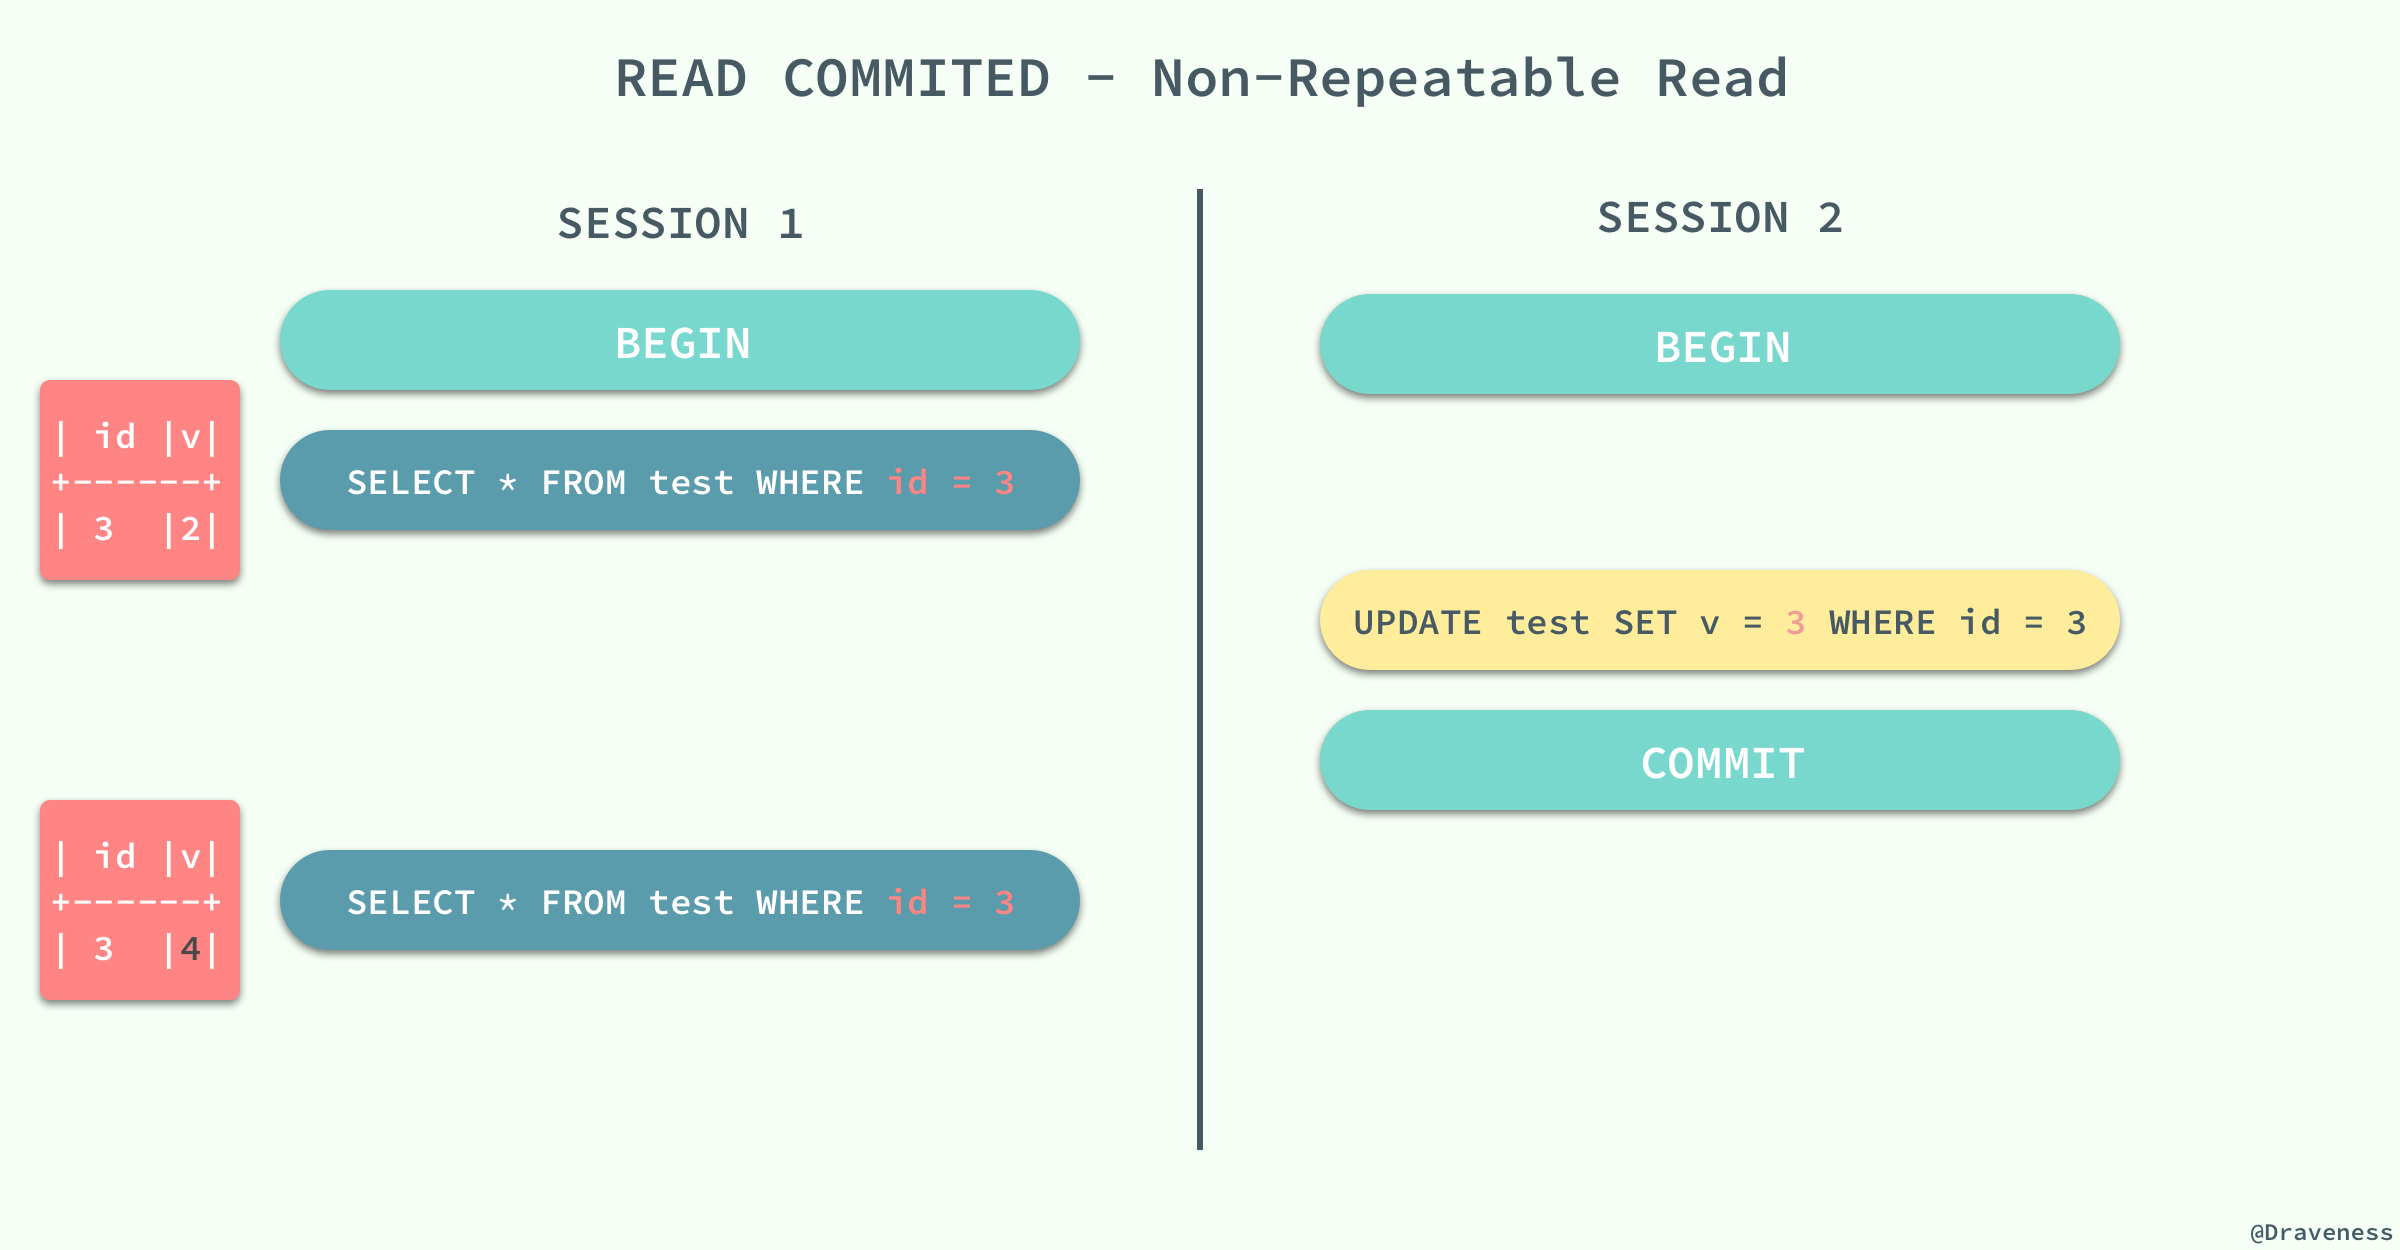 READ COMMITED - Non-Repeatable Read
SESSION 1
BEGIN
| id |v|
+------+
| 3  |2|
SELECT * FROM test WHERE id = 3
| id |v|
+------+
| 3  |4|
SELECT * FROM test WHERE id = 3
SESSION 2
BEGIN
UPDATE test SET v = 3 WHERE id = 3
COMMIT
@Draveness